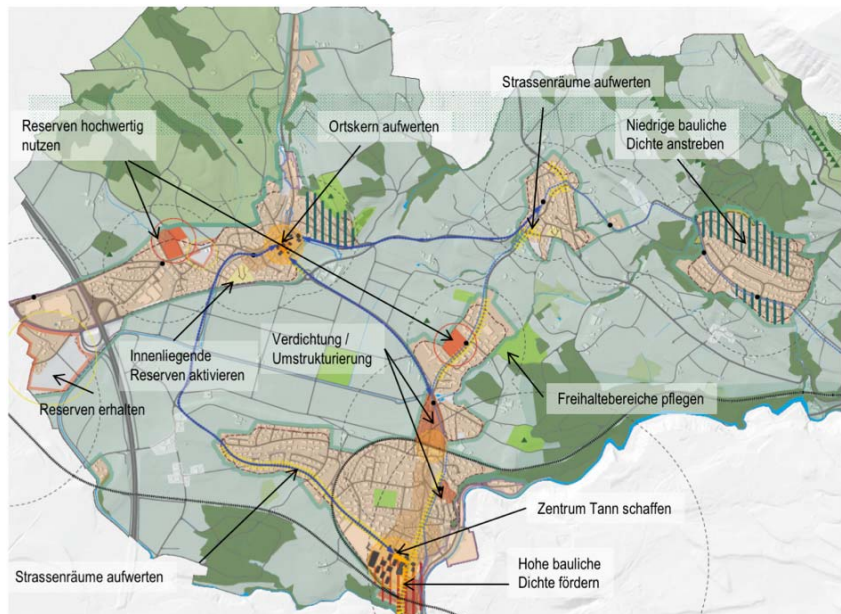 Strassenräume aufwerten
Reserven hochwertig
nutzen
Ortskern aufwerten
Niedrige bauliche
Dichte anstreben
Verdichtung /
Umstrukturierung
Innenliegende
Reserven aktivieren
Reserven erhalten
Freihaltebereiche pflegen
Zentrum Tann schaffen
Strassenräume aufwerten
Hohe bauliche
Dichte fördern